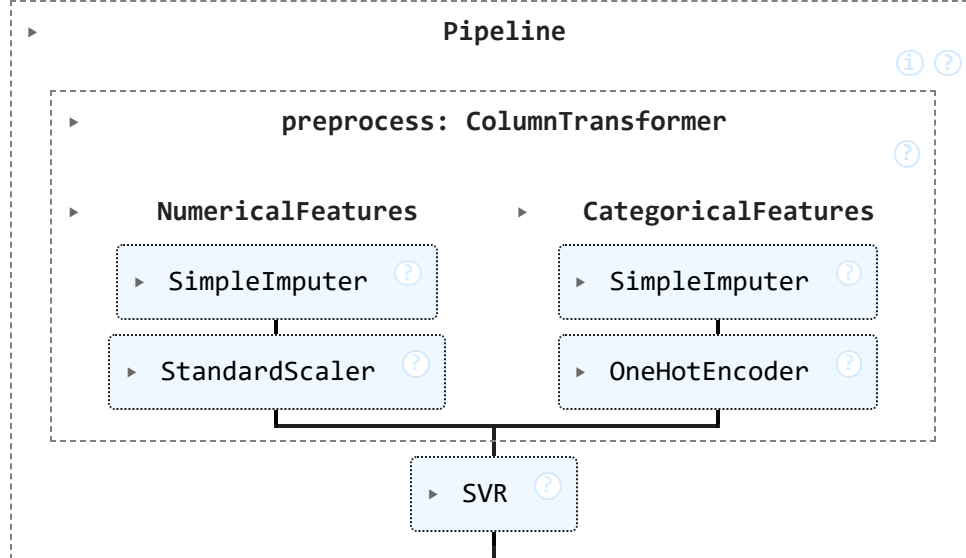 Pipeline
i ?
preprocess: ColumnTransformer
?
NumericalFeatures CategoricalFeatures
SimpleImputer ? SimpleImputer ?
StandardScaler ? OneHotEncoder ?
SVR ?